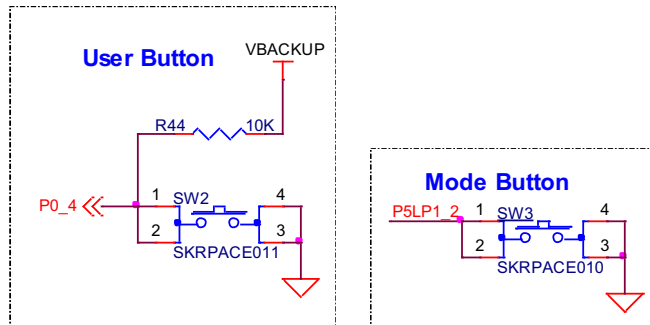 User Button
VBACKUP
R44
10K
P0_4
1
SW2
4
2
3
SKRPACE011
Mode Button
P5LP1_2
1
SW3
4
2
3
SKRPACE010